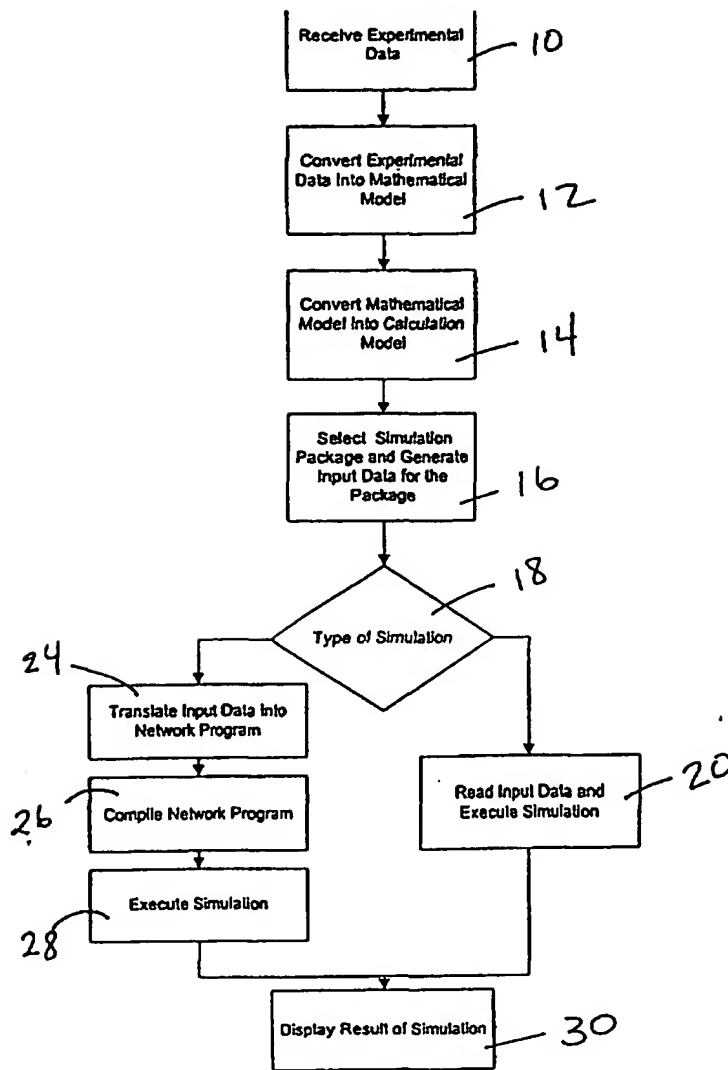 Receive Experimental
Data
10
Convert Experimental
Data Into Mathematical
Model
12
Convert Mathematical
Model Into Calculation
Model
14
Select Simulation
Package and Generate
Input Data for the
Package
16
Type of Simulation
18
24
Translate Input Data into
Network Program
26
Compile Network Program
28
Execute Simulation
Read Input Data and
Execute Simulation
20
Display Result of Simulation
30